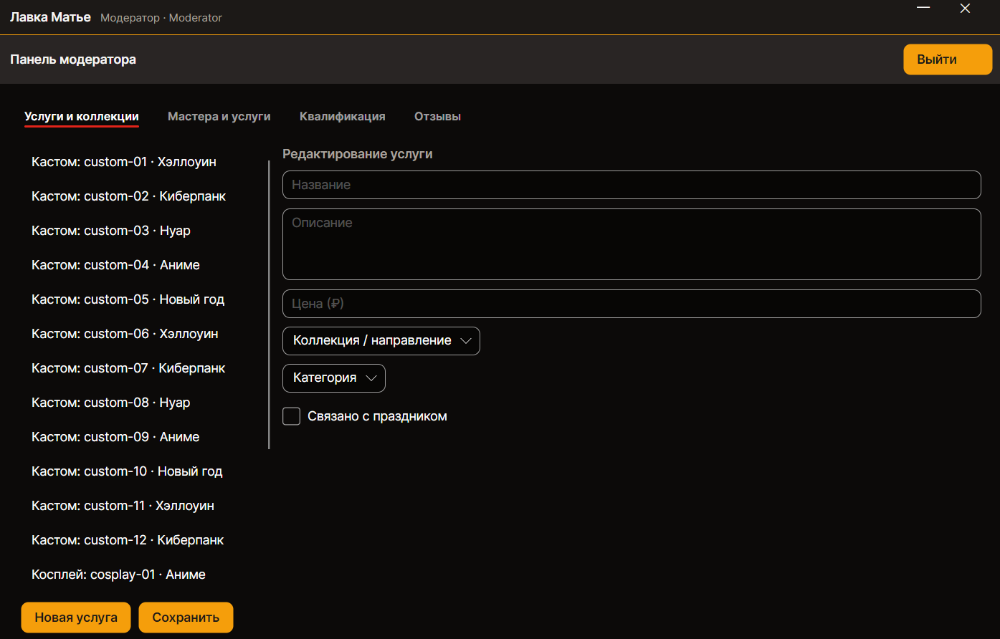 Лавка Матье Модератор · Moderator
Панель модератора
Выйти
Услуги и коллекции Мастера и услуги Квалификация Отзывы
Кастом: custom-01 · Хэллоуин
Кастом: custom-02 · Киберпанк
Кастом: custom-03 · Нуар
Кастом: custom-04 · Аниме
Кастом: custom-05 · Новый год
Кастом: custom-06 · Хэллоуин
Кастом: custom-07 · Киберпанк
Кастом: custom-08 · Нуар
Кастом: custom-09 · Аниме
Кастом: custom-10 · Новый год
Кастом: custom-11 · Хэллоуин
Кастом: custom-12 · Киберпанк
Косплей: cosplay-01 · Аниме
Новая услуга Сохранить
Редактирование услуги
Название
Описание
Цена (₽)
Коллекция / направление
Категория
Связано с праздником